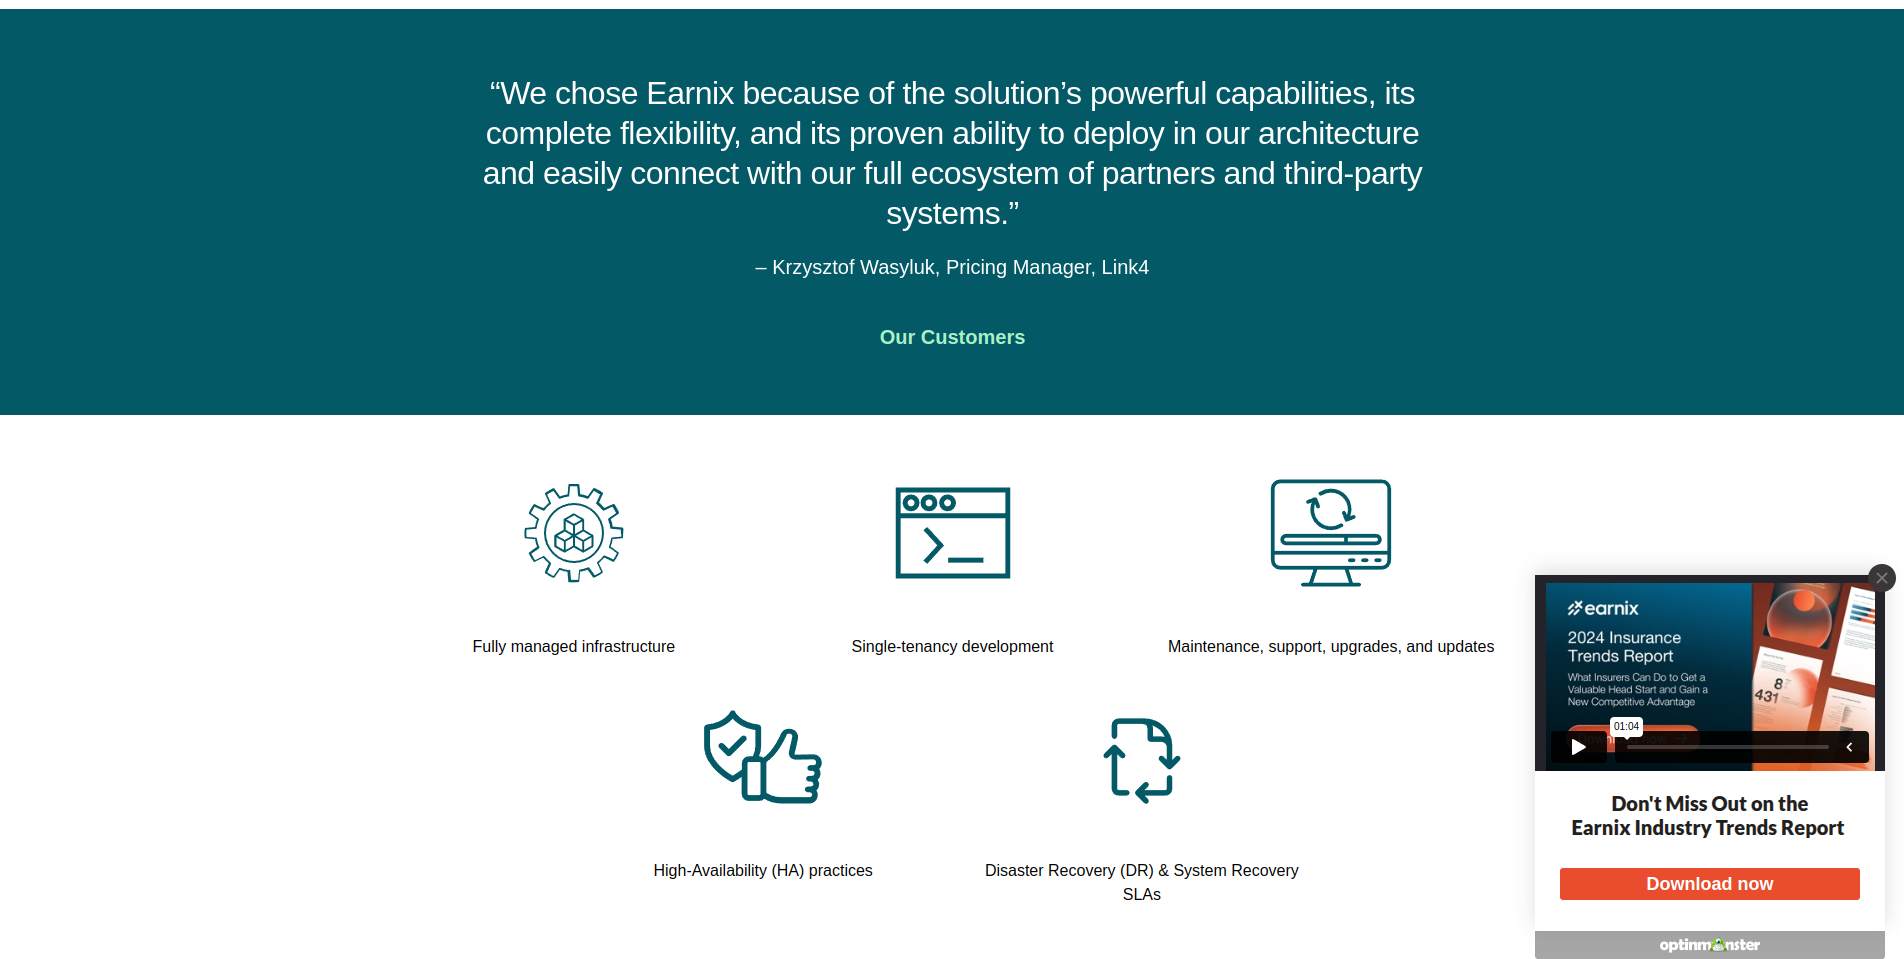 “We chose Earnix because of the solution’s powerful capabilities, its
complete flexibility, and its proven ability to deploy in our architecture
and easily connect with our full ecosystem of partners and third-party
systems.”
– Krzysztof Wasyluk, Pricing Manager, Link4
Our Customers
Fully managed infrastructure
Single-tenancy development
Maintenance, support, upgrades, and updates
High-Availability (HA) practices
Disaster Recovery (DR) & System Recovery
SLAs
earnix
2024 Insurance
Trends Report
What Insurers Can Do to Get a
Valuable Head Start and Gain a
New Competitive Advantage
8
431
01:04
Don't Miss Out on the
Earnix Industry Trends Report
Download now
optinmonster